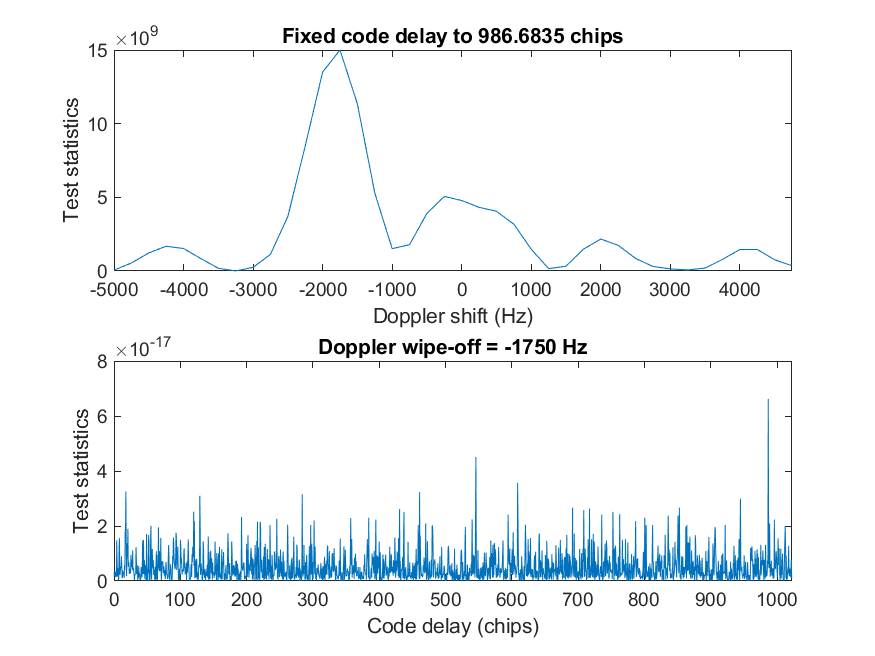 ×10^9
Fixed code delay to 986.6835 chips
15
10
5
0
Test statistics
-5000 -4000 -3000 -2000 -1000 0 1000 2000 3000 4000
Doppler shift (Hz)
×10^-17
Doppler wipe-off = -1750 Hz
8
6
4
2
0
Test statistics
0 100 200 300 400 500 600 700 800 900 1000
Code delay (chips)